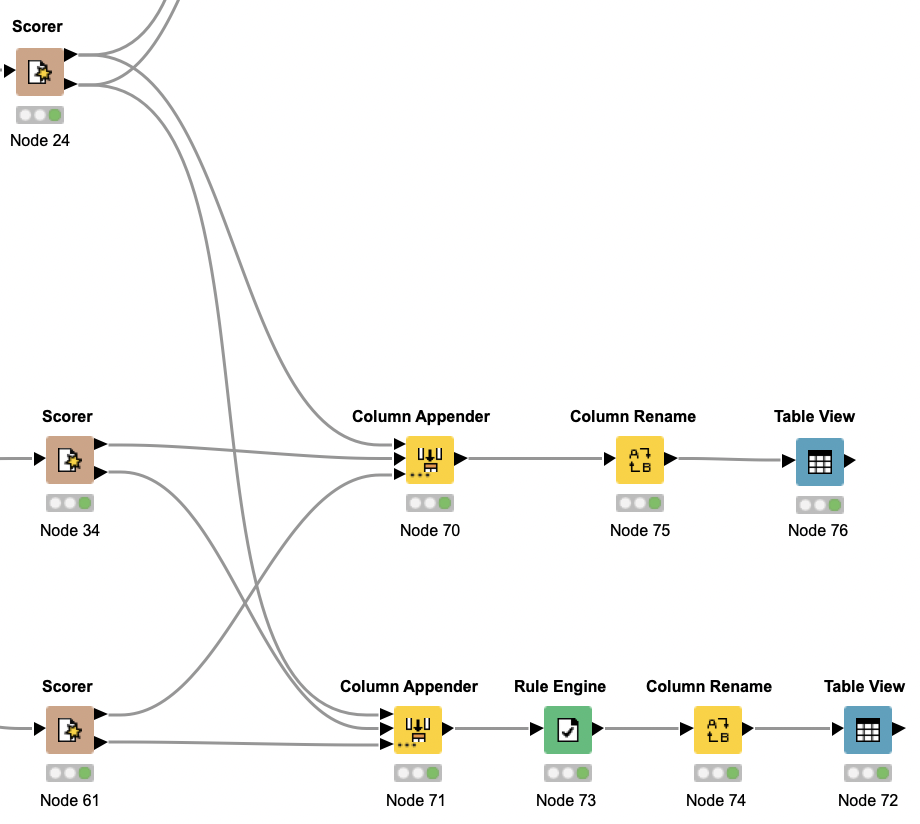 Scorer
Node 24
Scorer
Column Appender
Column Rename
Table View
Node 34
Node 70
Node 75
Node 76
Scorer
Column Appender
Rule Engine
Column Rename
Table View
Node 61
Node 71
Node 73
Node 74
Node 72